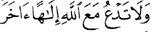 وَلَا تَدْعُ مَعَ ٱللَّهِ إِلَـٰهًا ءَاخَرَ